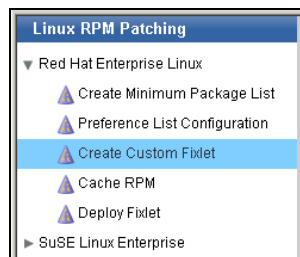 Linux RPM Patching
Red Hat Enterprise Linux
Create Minimum Package List
Preference List Configuration
Create Custom Fixlet
Cache RPM
Deploy Fixlet
SuSE Linux Enterprise